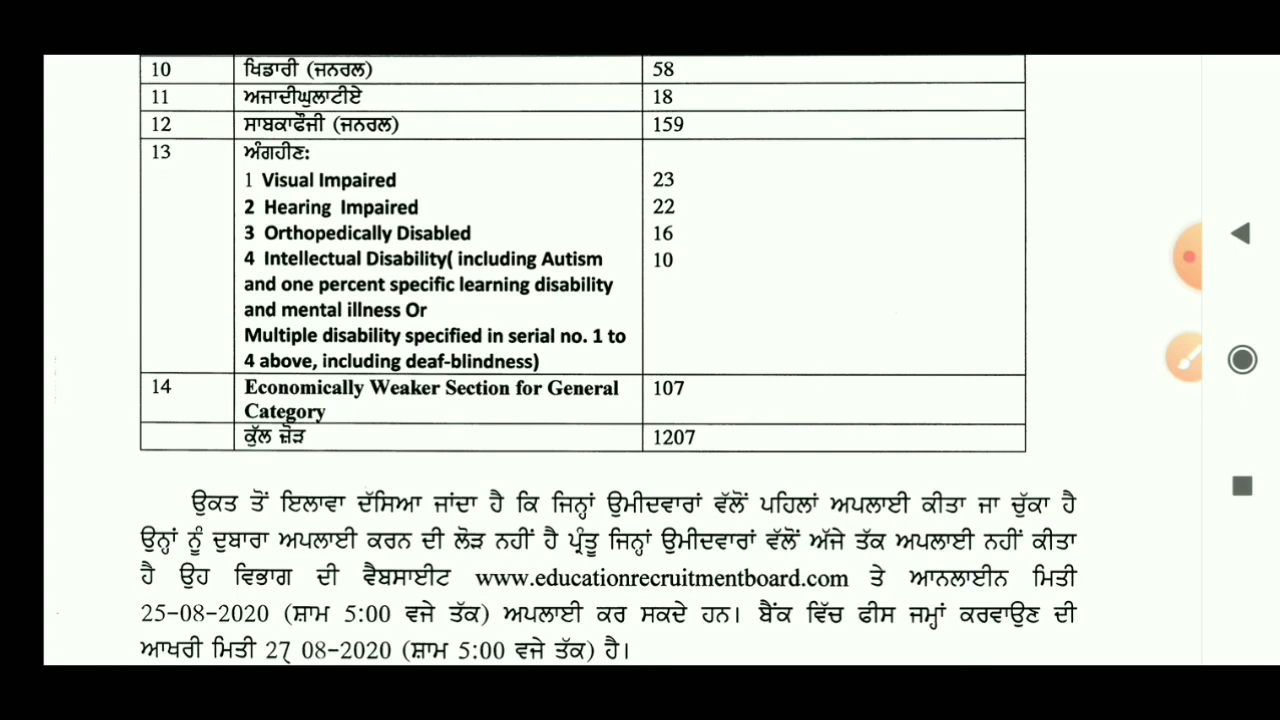 10 ਖਿਡਾਰੀ (ਜਨਰਲ) 58
11 ਅਜਾਦੀਘੁਲਾਟੀਏ 18
12 ਸਾਬਕਾਫੌਜੀ (ਜਨਰਲ) 159
13 ਅੰਗਹੀਣ:
1 Visual Impaired 23
2 Hearing Impaired 22
3 Orthopedically Disabled 16
4 Intellectual Disability( including Autism 10
and one percent specific learning disability
and mental illness Or
Multiple disability specified in serial no. 1 to
4 above, including deaf-blindness)
14 Economically Weaker Section for General 107
Category
ਕੁੱਲ ਜ਼ੋੜ 1207
ਉਕਤ ਤੋਂ ਇਲਾਵਾ ਦੱਸਿਆ ਜਾਂਦਾ ਹੈ ਕਿ ਜਿਨ੍ਹਾਂ ਉਮੀਦਵਾਰਾਂ ਵੱਲੋਂ ਪਹਿਲਾਂ ਅਪਲਾਈ ਕੀਤਾ ਜਾ ਚੁੱਕਾ ਹੈ
ਉਨ੍ਹਾਂ ਨੂੰ ਦੁਬਾਰਾ ਅਪਲਾਈ ਕਰਨ ਦੀ ਲੋੜ ਨਹੀਂ ਹੈ ਪ੍ਰੰਤੂ ਜਿਨ੍ਹਾਂ ਉਮੀਦਵਾਰਾਂ ਵੱਲੋਂ ਅੱਜੇ ਤੱਕ ਅਪਲਾਈ ਨਹੀਂ ਕੀਤਾ
ਹੈ ਉਹ ਵਿਭਾਗ ਦੀ ਵੈਬਸਾਈਟ www.educationrecruitmentboard.com ਤੇ ਆਨਲਾਈਨ ਮਿਤੀ
25-08-2020 (ਸ਼ਾਮ 5:00 ਵਜੇ ਤੱਕ) ਅਪਲਾਈ ਕਰ ਸਕਦੇ ਹਨ। ਬੈਂਕ ਵਿੱਚ ਫੀਸ ਜਮ੍ਹਾਂ ਕਰਵਾਉਣ ਦੀ
ਆਖਰੀ ਮਿਤੀ 27 08-2020 (ਸ਼ਾਮ 5:00 ਵਜੇ ਤੱਕ) ਹੈ।